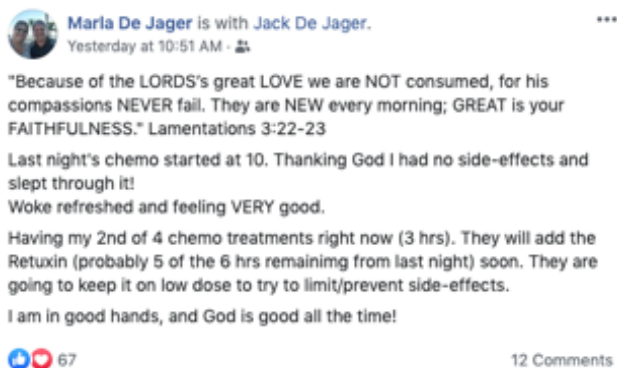 Marla De Jager is with Jack De Jager.
Yesterday at 10:51 AM ·
"Because of the LORDS's great LOVE we are NOT consumed, for his
compassions NEVER fail. They are NEW every morning; GREAT is your
FAITHFULNESS." Lamentations 3:22-23
Last night's chemo started at 10. Thanking God I had no side-effects and
slept through it!
Woke refreshed and feeling VERY good.
Having my 2nd of 4 chemo treatments right now (3 hrs). They will add the
Retuxin (probably 5 of the 6 hrs remainimg from last night) soon. They are
going to keep it on low dose to try to limit/prevent side-effects.
I am in good hands, and God is good all the time!
67
12 Comments